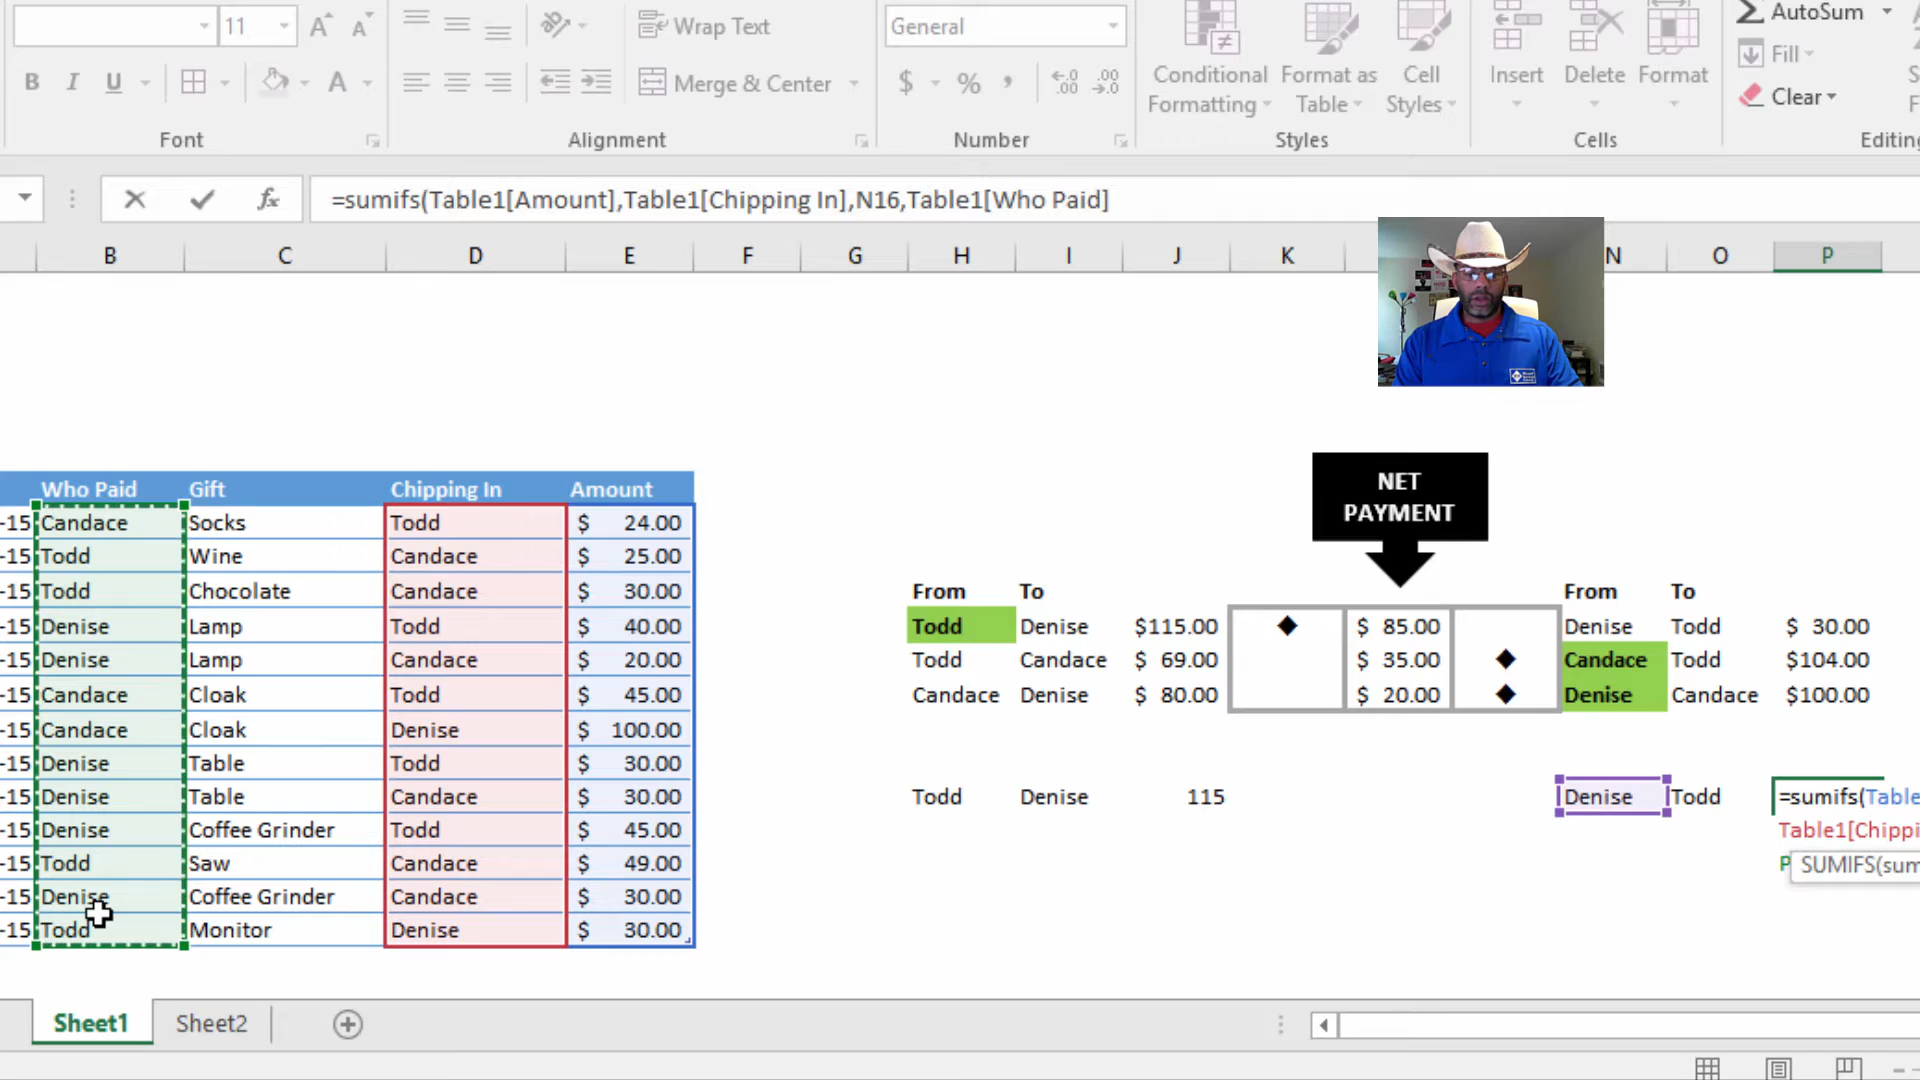 11 A A Wrap Text General AutoSum
B I U A Merge & Center $ % , Conditional Formatting Format as Table Cell Styles Insert Delete Format Fill Clear
Font Alignment Number Styles Cells Editing
fx =sumifs(Table1[Amount],Table1[Chipping In],N16,Table1[Who Paid]
B C D E F G H I J K N O P
NET
PAYMENT
Who Paid Gift Chipping In Amount
-15 Candace Socks Todd $ 24.00
-15 Todd Wine Candace $ 25.00
-15 Todd Chocolate Candace $ 30.00 From To From To
-15 Denise Lamp Todd $ 40.00 Todd Denise $115.00 ◆ $ 85.00 Denise Todd $ 30.00
-15 Denise Lamp Candace $ 20.00 Todd Candace $ 69.00 $ 35.00 ◆ Candace Todd $104.00
-15 Candace Cloak Todd $ 45.00 Candace Denise $ 80.00 $ 20.00 ◆ Denise Candace $100.00
-15 Candace Cloak Denise $ 100.00
-15 Denise Table Todd $ 30.00
-15 Denise Table Candace $ 30.00 Todd Denise 115 Denise Todd =sumifs(Table
-15 Denise Coffee Grinder Todd $ 45.00 Table1[Chippi
-15 Todd Saw Candace $ 49.00 P SUMIFS(sum
-15 Denise Coffee Grinder Candace $ 30.00
-15 Todd Monitor Denise $ 30.00
Sheet1 Sheet2